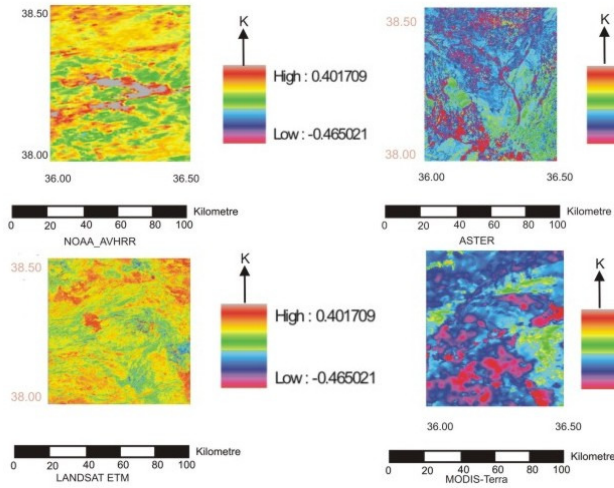 38.50
38.00
36.00 36.50
K
High : 0.401709
Low : -0.465021
Kilometre
0 20 40 60 80 100
NOAA_AVHRR
38.50
38.00
36.00 36.50
K
Kilometre
0 20 40 60 80 100
ASTER
38.50
38.00
K
High : 0.401709
Low : -0.465021
Kilometre
0 20 40 60 80 100
LANDSAT ETM
K
36.00 36.50
Kilometre
0 20 40 60 80 100
MODIS-Terra